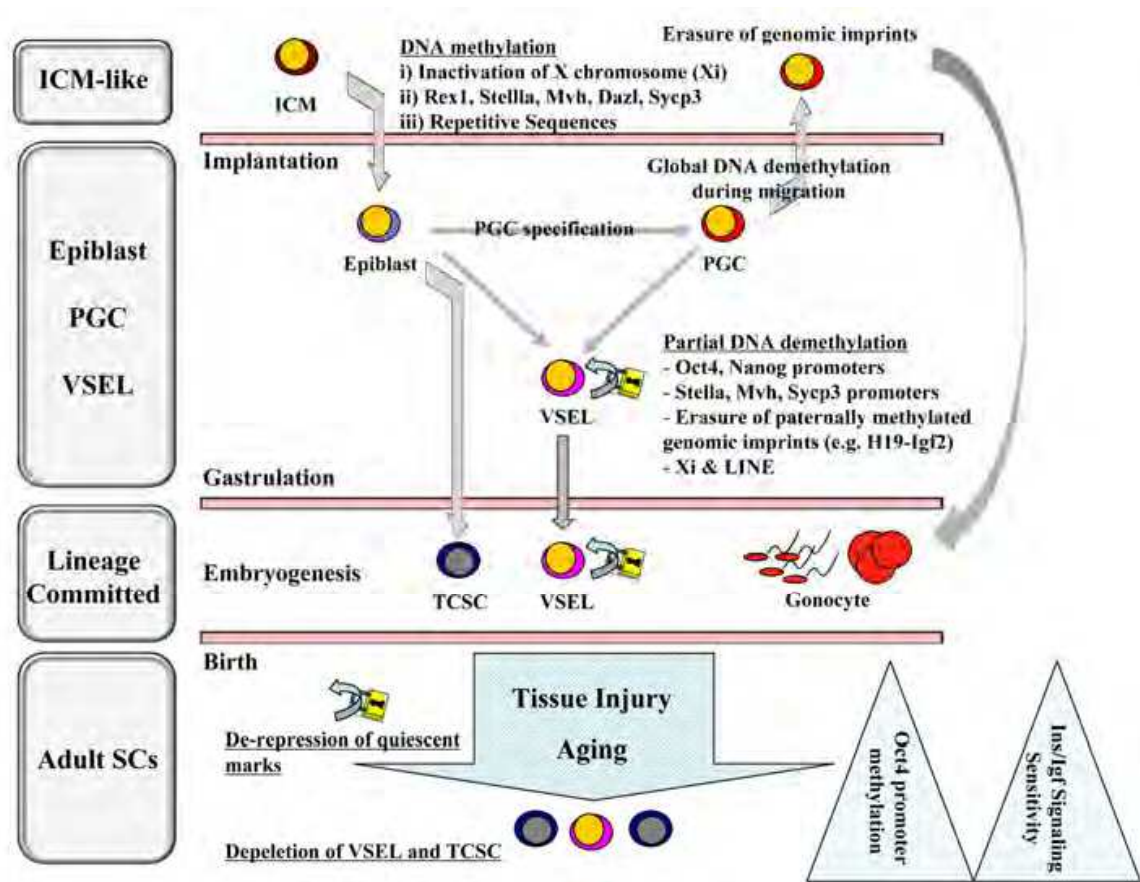 ICM-like
ICM
DNA methylation
i) Inactivation of X chromosome (Xi)
ii) Rex1, Stellla, Mvh, Dazl, Sycp3
iii) Repetitive Sequences
Erasure of genomic imprints
Implantation
Global DNA demethylation
during migration
Epiblast
PGC
VSEL
PGC specification
Epiblast
PGC
VSEL
Partial DNA demethylation
- Oct4, Nanog promoters
- Stella, Mvh, Sycp3 promoters
- Erasure of paternally methylated
genomic imprints (e.g. H19-Igf2)
- Xi & LINE
Gastrulation
Lineage
Committed
Embryogenesis
TCSC
VSEL
Gonocyte
Birth
Adult SCs
De-repression of quiescent
marks
Tissue Injury
Aging
Depeletion of VSEL and TCSC
Oct4 promoter
methylation
Ins/Igf Signaling
Sensitivity